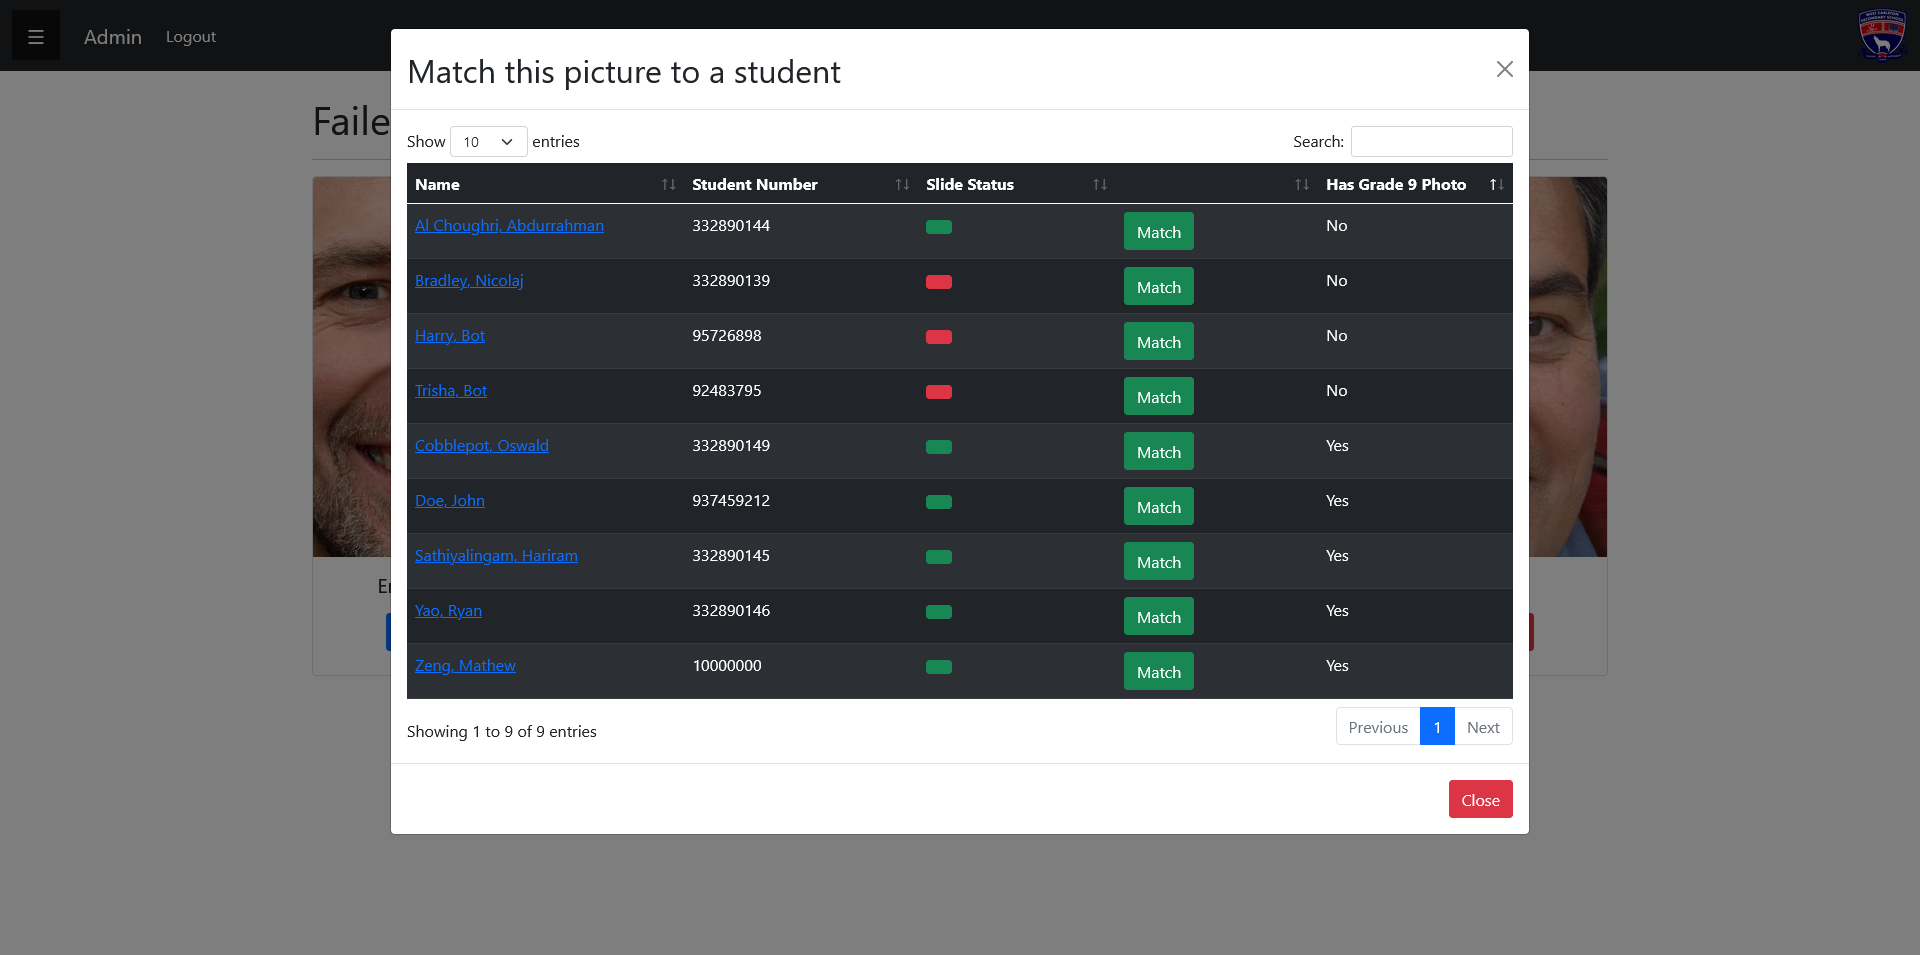 ☰ Admin Logout
WEST CARLETON
SECONDARY SCHOOL
Match this picture to a student
Faile
Show 10 entries Search:
Name Student Number Slide Status Has Grade 9 Photo
Al Choughri, Abdurrahman 332890144 Match No
Bradley, Nicolaj 332890139 Match No
Harry, Bot 95726898 Match No
Trisha, Bot 92483795 Match No
Cobblepot, Oswald 332890149 Match Yes
Doe, John 937459212 Match Yes
Sathiyalingam, Hariram 332890145 Match Yes
Yao, Ryan 332890146 Match Yes
Zeng, Mathew 10000000 Match Yes
Showing 1 to 9 of 9 entries Previous 1 Next
Close